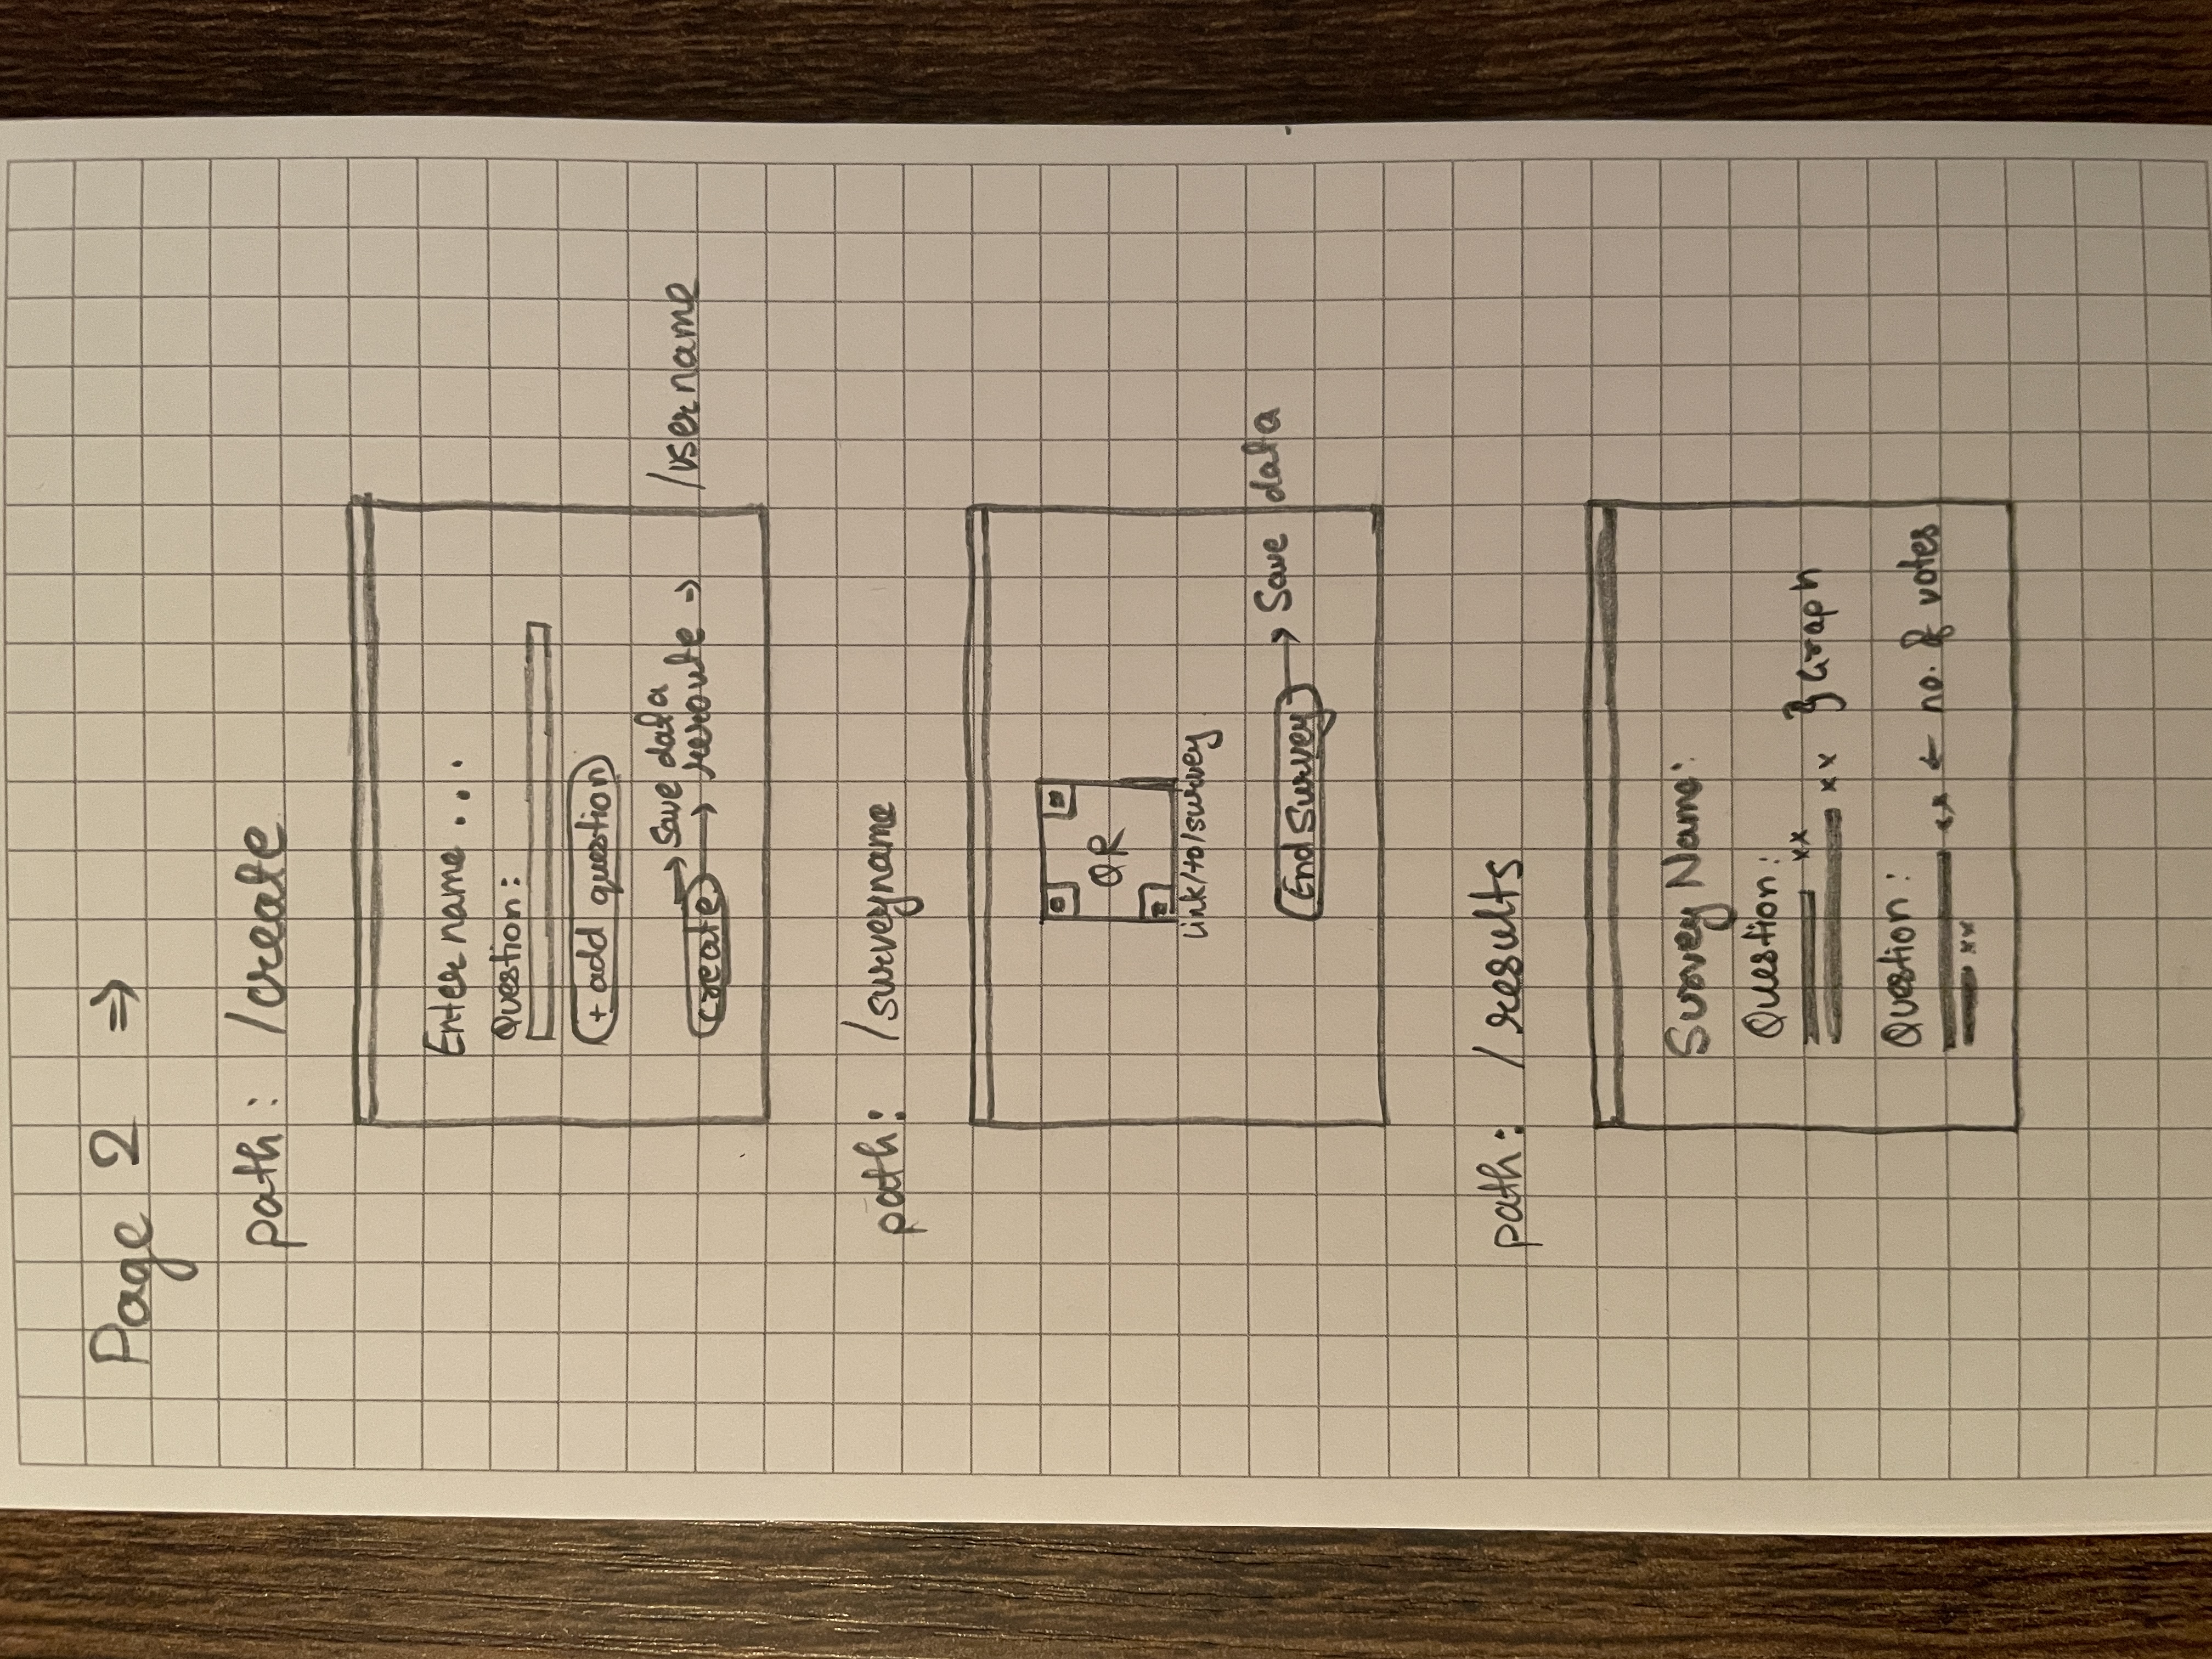 Page 2 ⇒
path: /create
Enter name ...
Question:
+ add question
→ Save data
create → reroute → /username
path: /surveyname
QR
link/to/survey
End Survey → Save data
path: /results
Survey Name:
Question:
xx
xx } Graph
Question:
xx ← no. of votes
xx